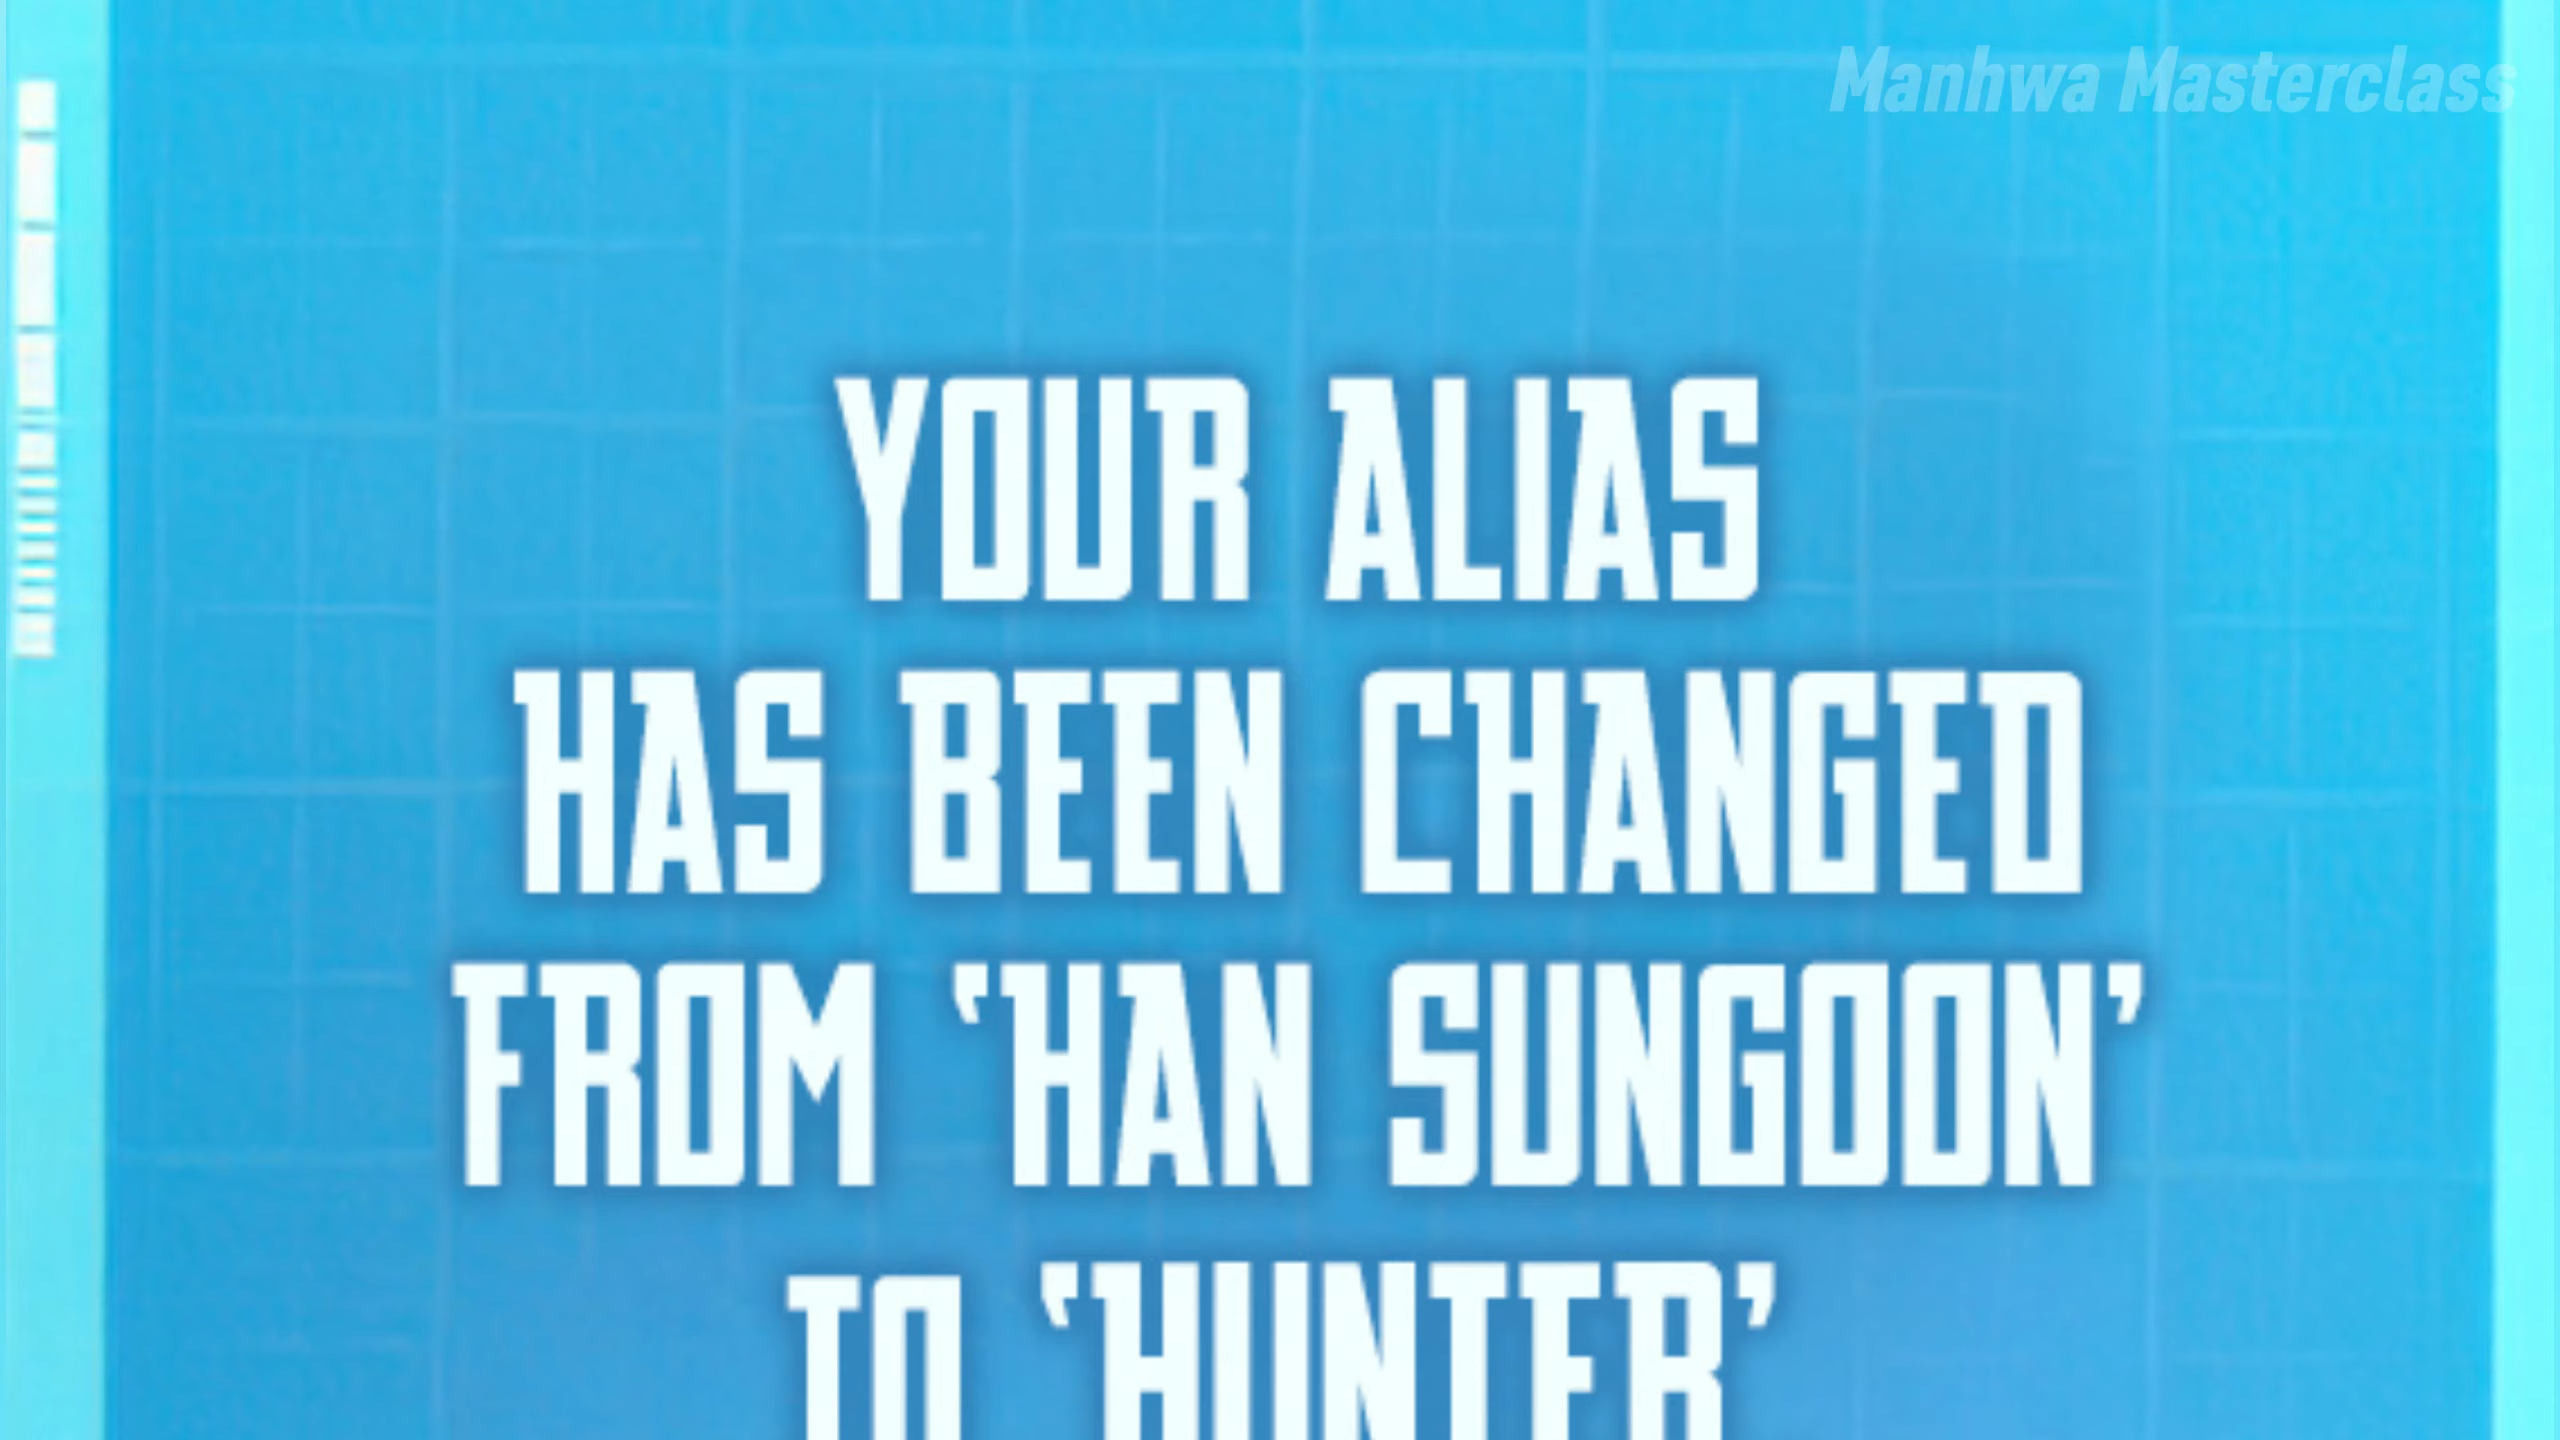 Manhwa Masterclass
YOUR ALIAS
HAS BEEN CHANGED
FROM ‘HAN SUNGOON’
TO ‘HUNTER’